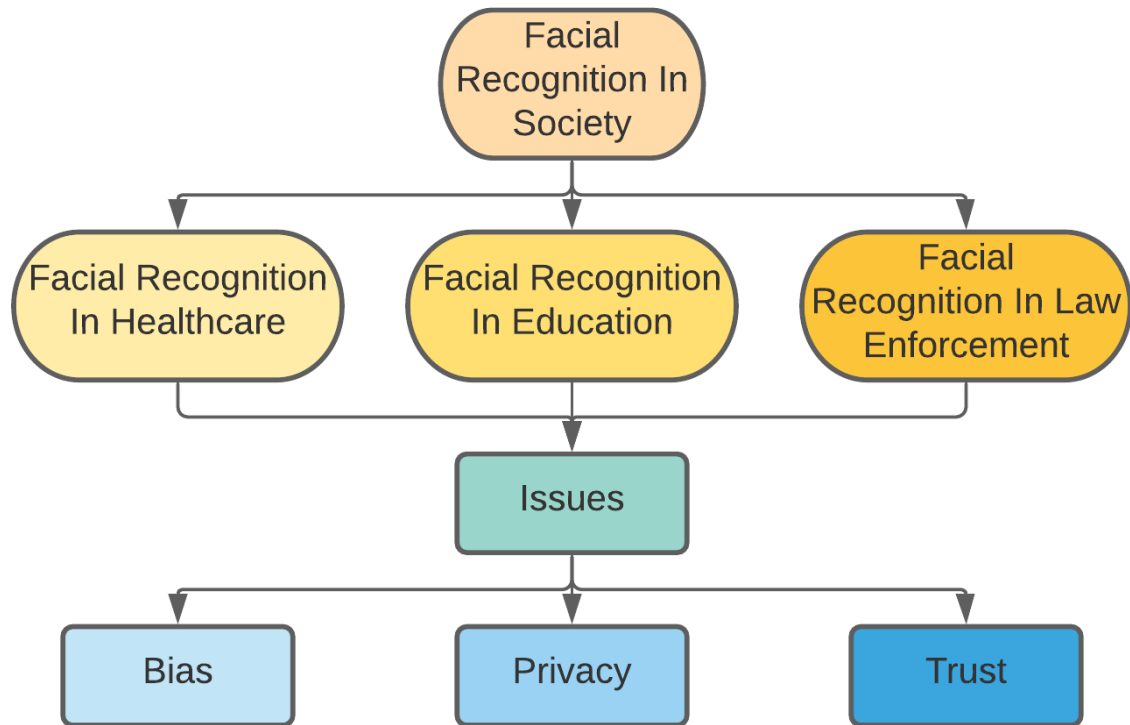 Facial
Recognition In
Society
Facial Recognition
In Healthcare
Facial Recognition
In Education
Facial
Recognition In Law
Enforcement
Issues
Bias
Privacy
Trust